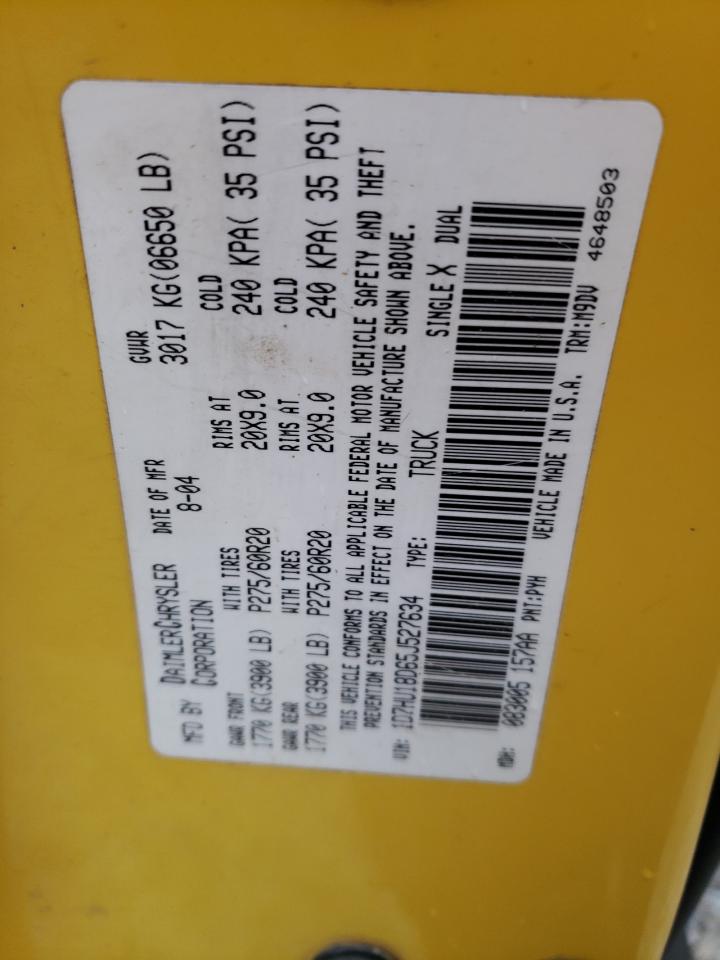 MFD BY DAIMLERCHRYSLER CORPORATION
DATE OF MFR 8-04
GVWR 3017 KG(06650 LB)
GAWR FRONT WITH TIRES RIMS AT COLD
1770 KG(3900 LB) P275/60R20 20X9.0 240 KPA( 35 PSI)
GAWR REAR WITH TIRES RIMS AT COLD
1770 KG(3900 LB) P275/60R20 20X9.0 240 KPA( 35 PSI)
THIS VEHICLE CONFORMS TO ALL APPLICABLE FEDERAL MOTOR VEHICLE SAFETY AND THEFT
PREVENTION STANDARDS IN EFFECT ON THE DATE OF MANUFACTURE SHOWN ABOVE.
VIN: 1D7HU18D65J527634 TYPE: TRUCK SINGLE X DUAL
MDH: 083005 157AA PNT:PYH VEHICLE MADE IN U.S.A. TRM:M9DV
4648503